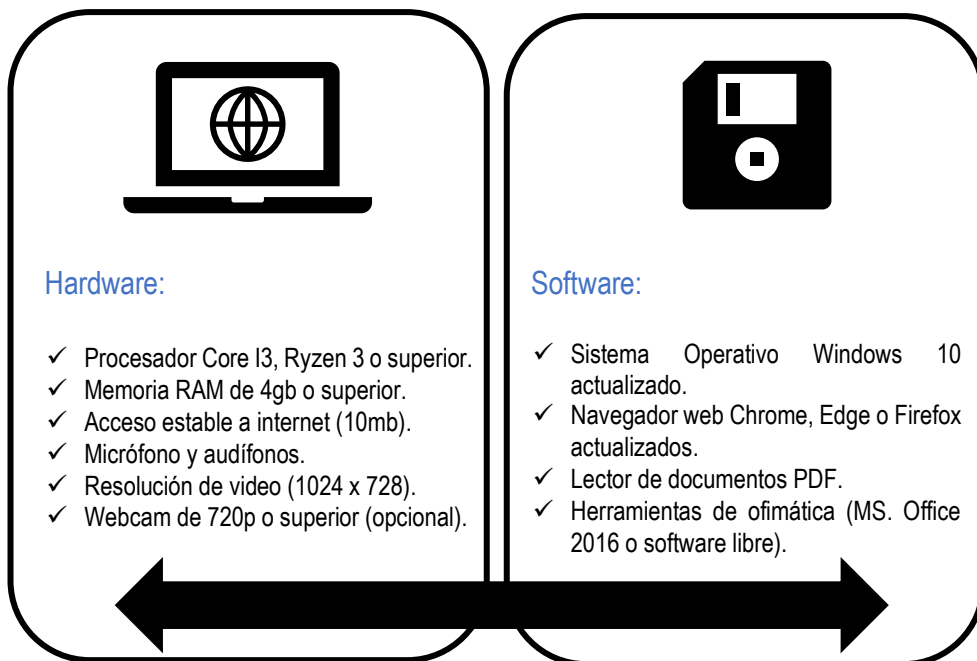 Hardware:
✓ Procesador Core I3, Ryzen 3 o superior.
✓ Memoria RAM de 4gb o superior.
✓ Acceso estable a internet (10mb).
✓ Micrófono y audífonos.
✓ Resolución de video (1024 x 728).
✓ Webcam de 720p o superior (opcional).
Software:
✓ Sistema Operativo Windows 10
actualizado.
✓ Navegador web Chrome, Edge o Firefox
actualizados.
✓ Lector de documentos PDF.
✓ Herramientas de ofimática (MS. Office
2016 o software libre).